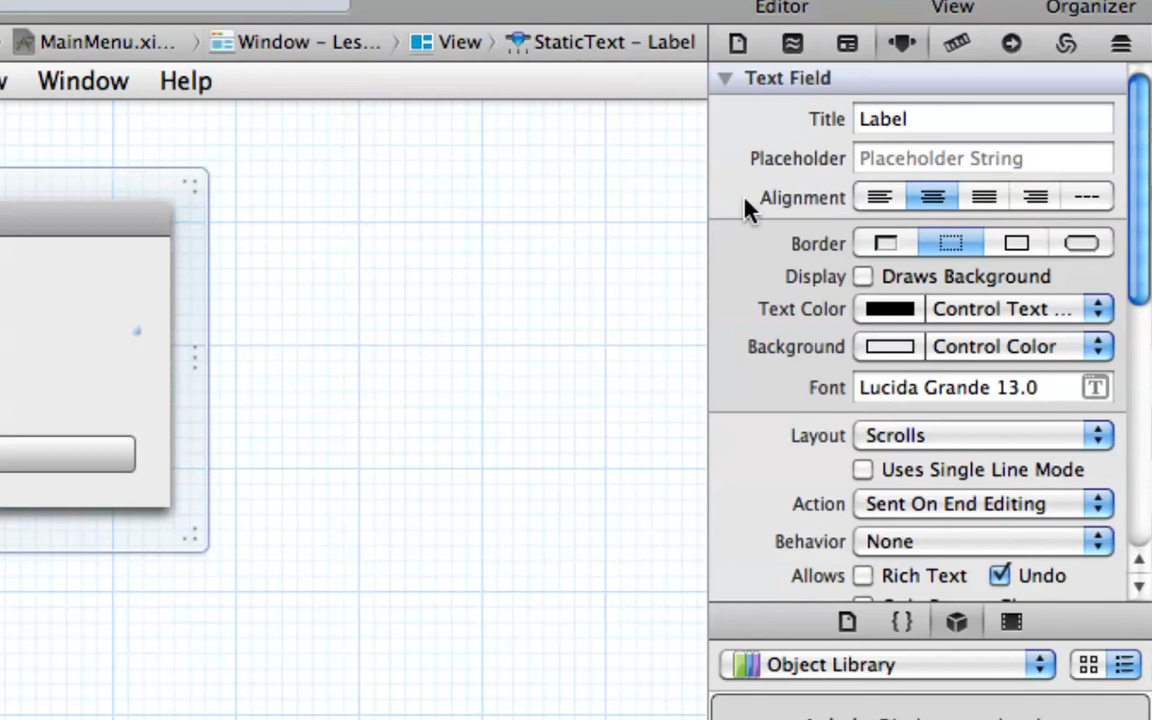 Editor View Organizer
MainMenu.xi... Window – Les... View StaticText – Label
Window Help
Text Field
Title Label
Placeholder Placeholder String
Alignment
Border
Display Draws Background
Text Color Control Text ...
Background Control Color
Font Lucida Grande 13.0 T
Layout Scrolls
Uses Single Line Mode
Action Sent On End Editing
Behavior None
Allows Rich Text Undo
{ }
Object Library